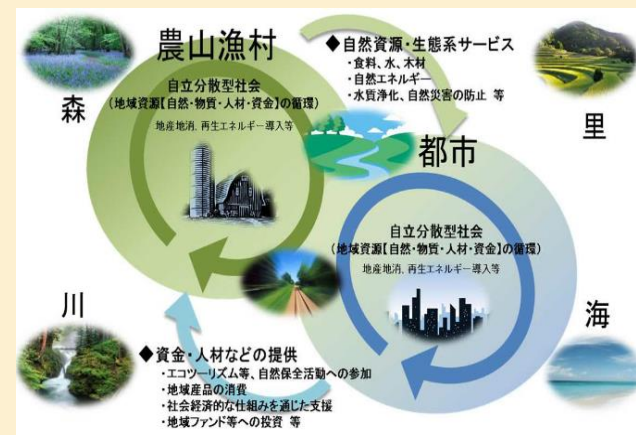 農山漁村
◆自然資源・生態系サービス
・食料、水、木材
・自然エネルギー
・水質浄化、自然災害の防止 等
森
里
自立分散型社会
(地域資源【自然・物質・人材・資金】の循環)
地産地消、再生エネルギー導入等
都市
自立分散型社会
(地域資源【自然・物質・人材・資金】の循環)
地産地消、再生エネルギー導入等
川
海
◆資金・人材などの提供
・エコツーリズム等、自然保全活動への参加
・地域産品の消費
・社会経済的な仕組みを通じた支援
・地域ファンド等への投資 等